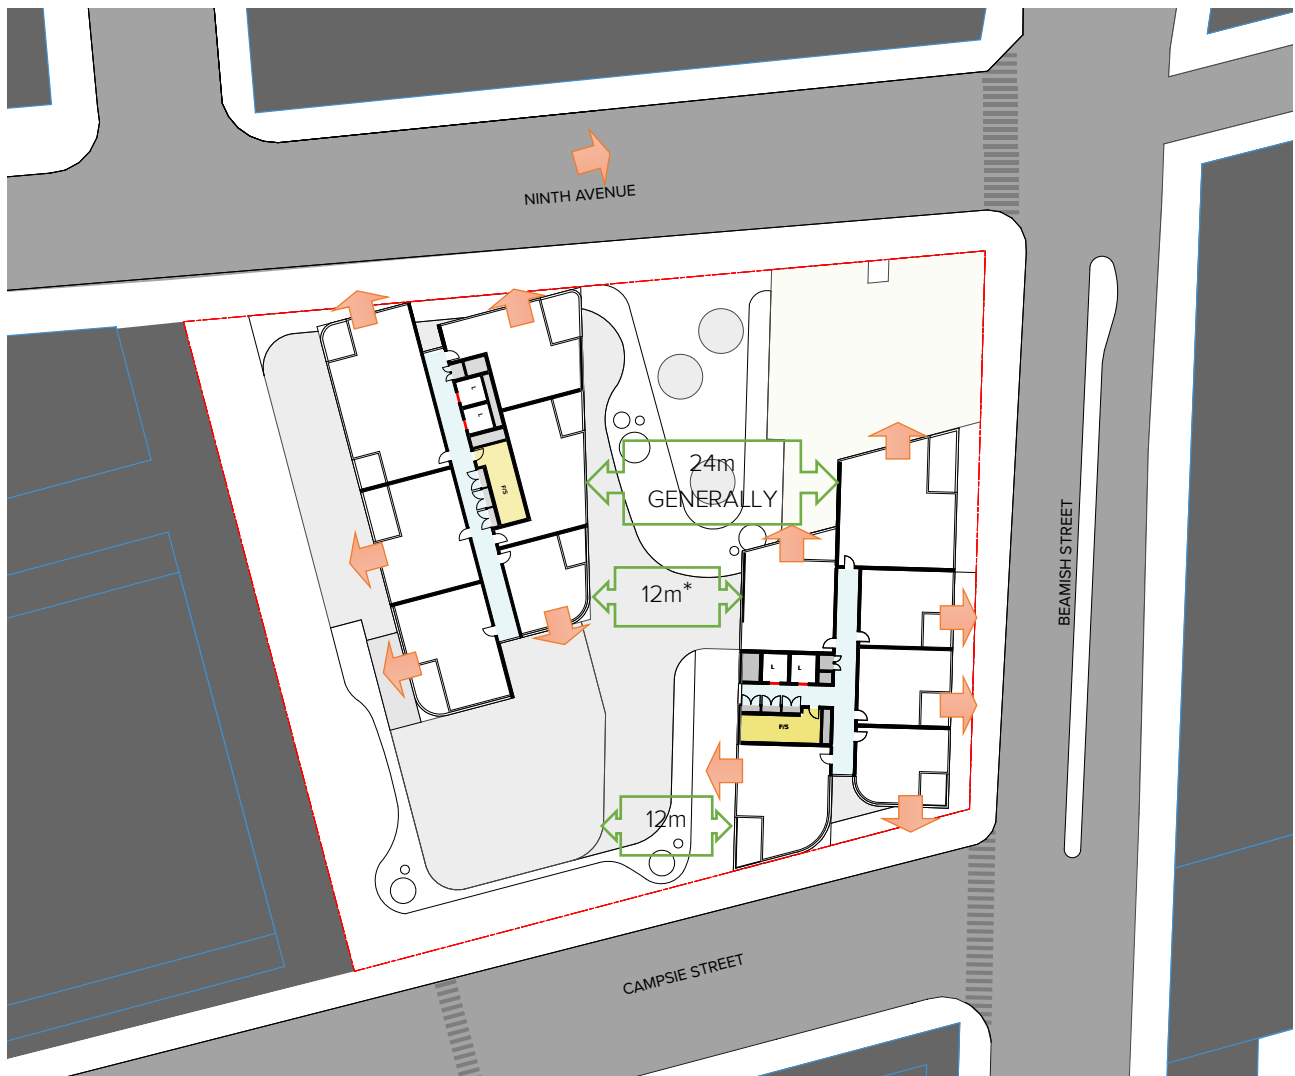 NINTH AVENUE
L
L
F/S
24m
GENERALLY
12m*
BEAMISH STREET
L
L
F/S
12m
CAMPSIE STREET